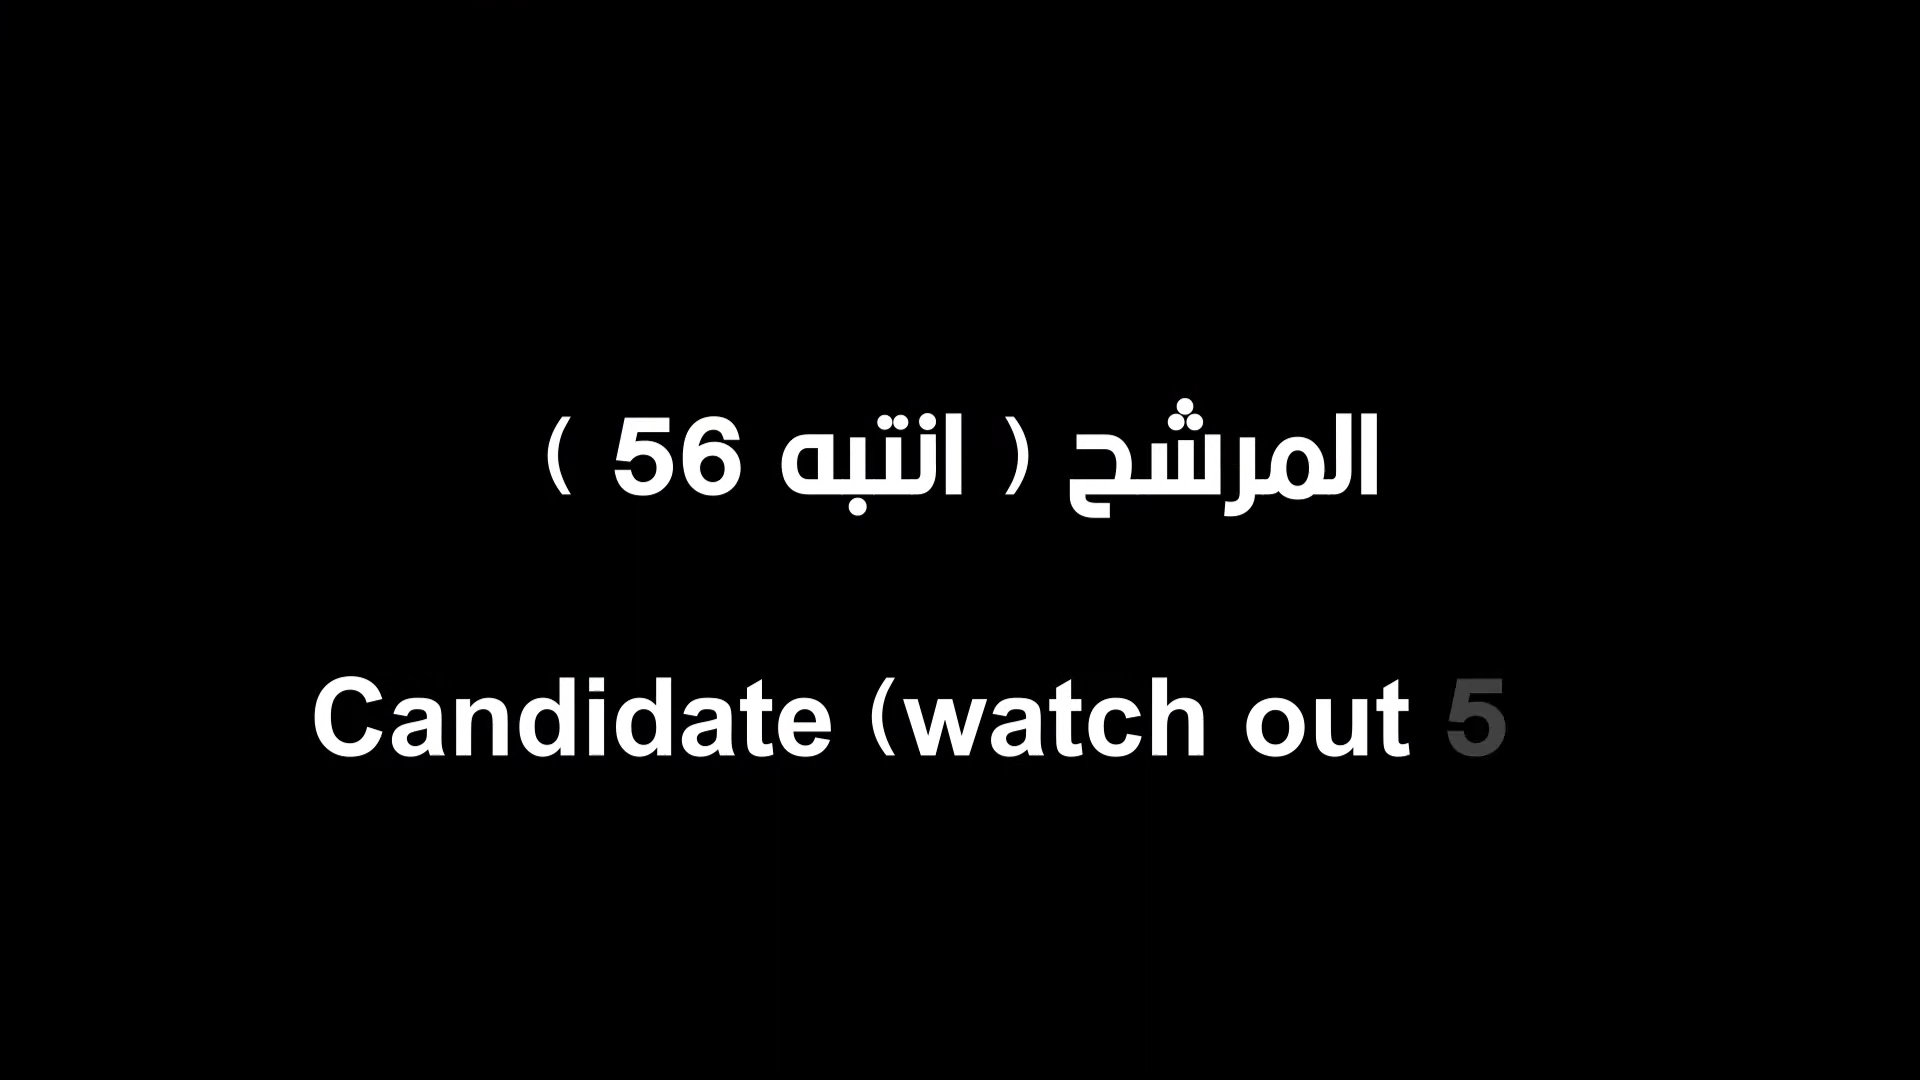 المرشح ( انتبه 56 )
Candidate (watch out 5